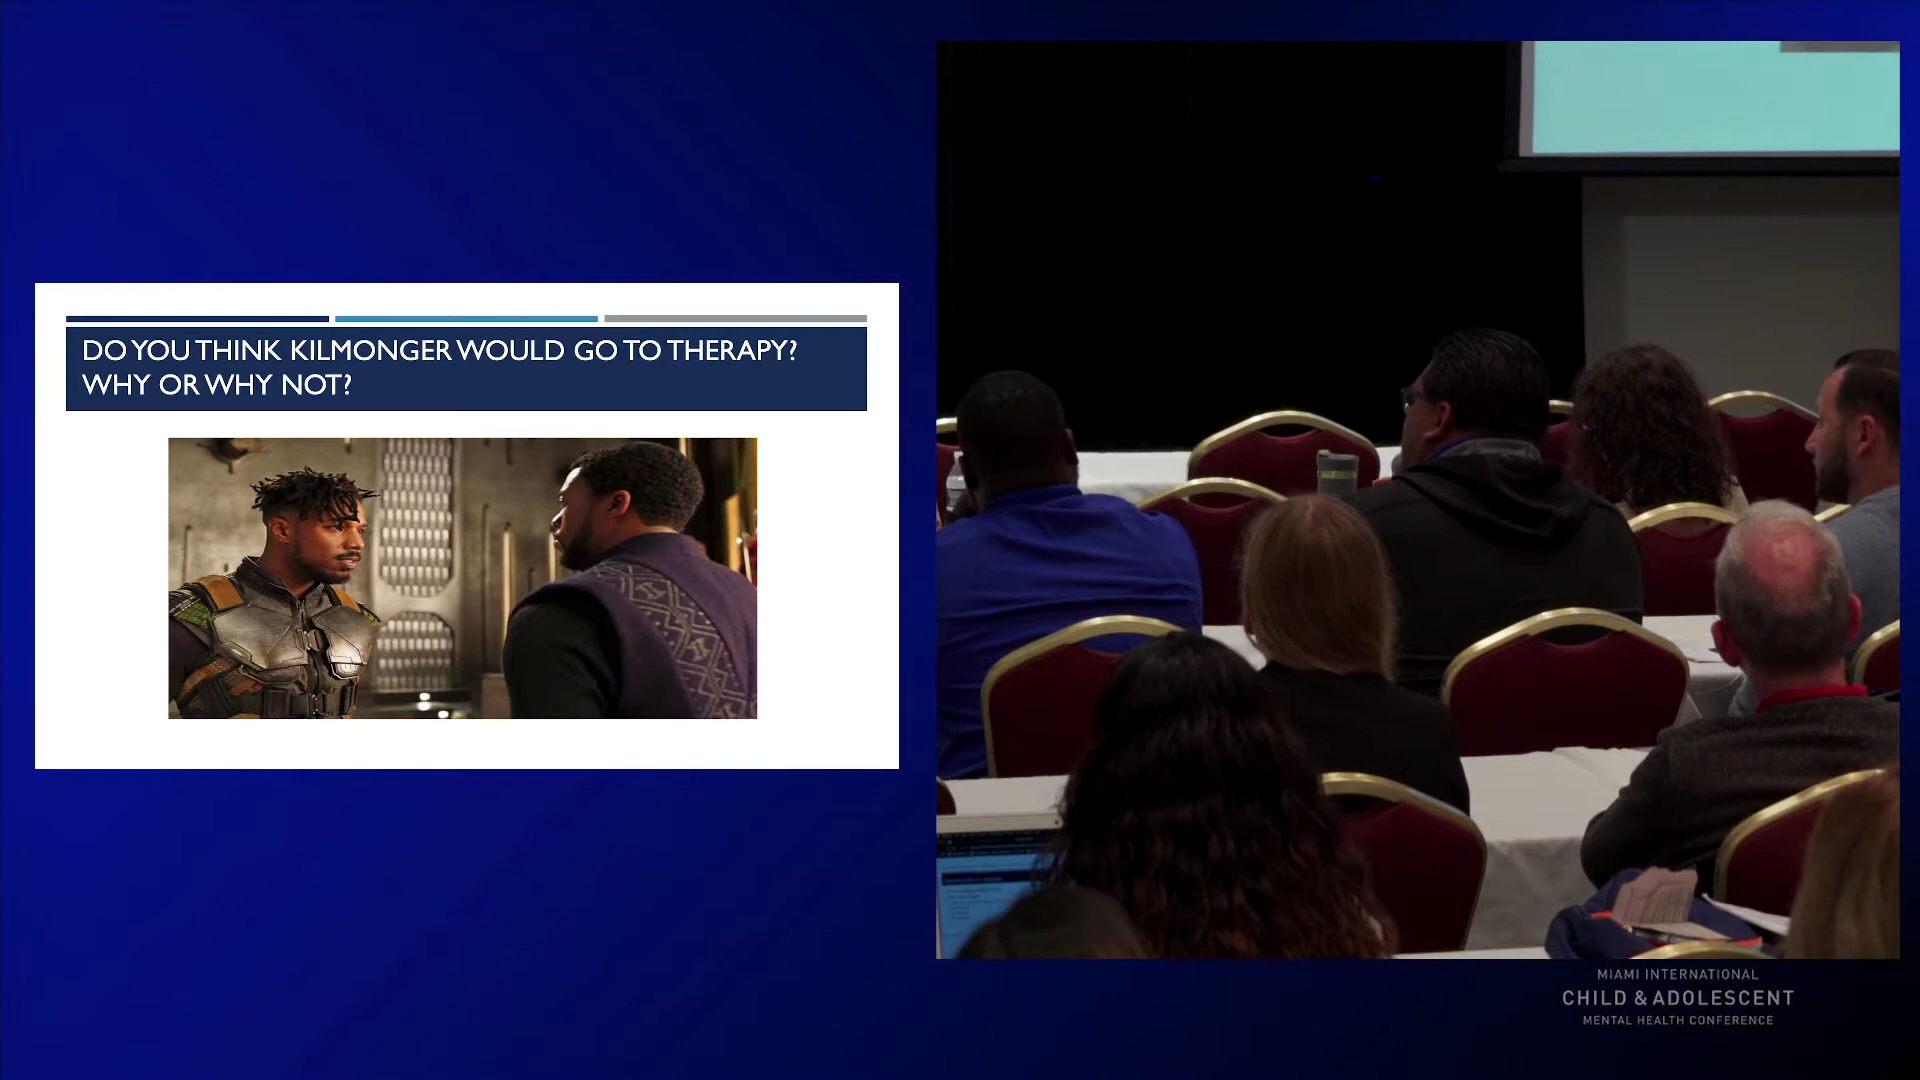 DO YOU THINK KILMONGER WOULD GO TO THERAPY?
WHY OR WHY NOT?
MIAMI INTERNATIONAL
CHILD & ADOLESCENT
MENTAL HEALTH CONFERENCE